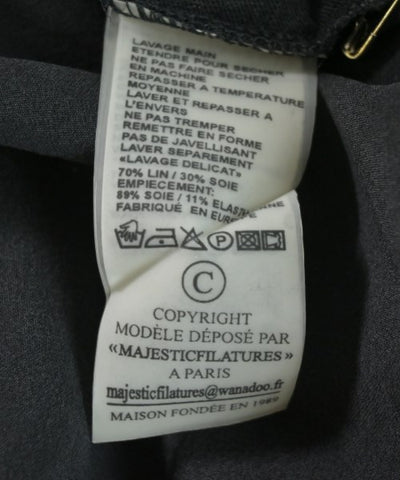 LAVAGE MAIN
ETENDRE POUR SECHER
NE PAS FAIRE SECHER
EN MACHINE
REPASSER A TEMPERATURE
MOYENNE
LAVER ET REPASSER A
L'ENVERS
NE PAS TREMPER
REMETTRE EN FORME
PAS DE JAVELLISANT
LAVER SEPAREMENT
«LAVAGE DELICAT»
70% LIN / 30% SOIE
EMPIECEMENT:
89% SOIE / 11%
FABRIQUÉ EN
P
©
COPYRIGHT
MODÈLE DÉPOSÉ PAR
«MAJESTICFILATURES»
A PARIS
majesticfilatures@wanadoo.fr
MAISON FONDÉE EN 1989